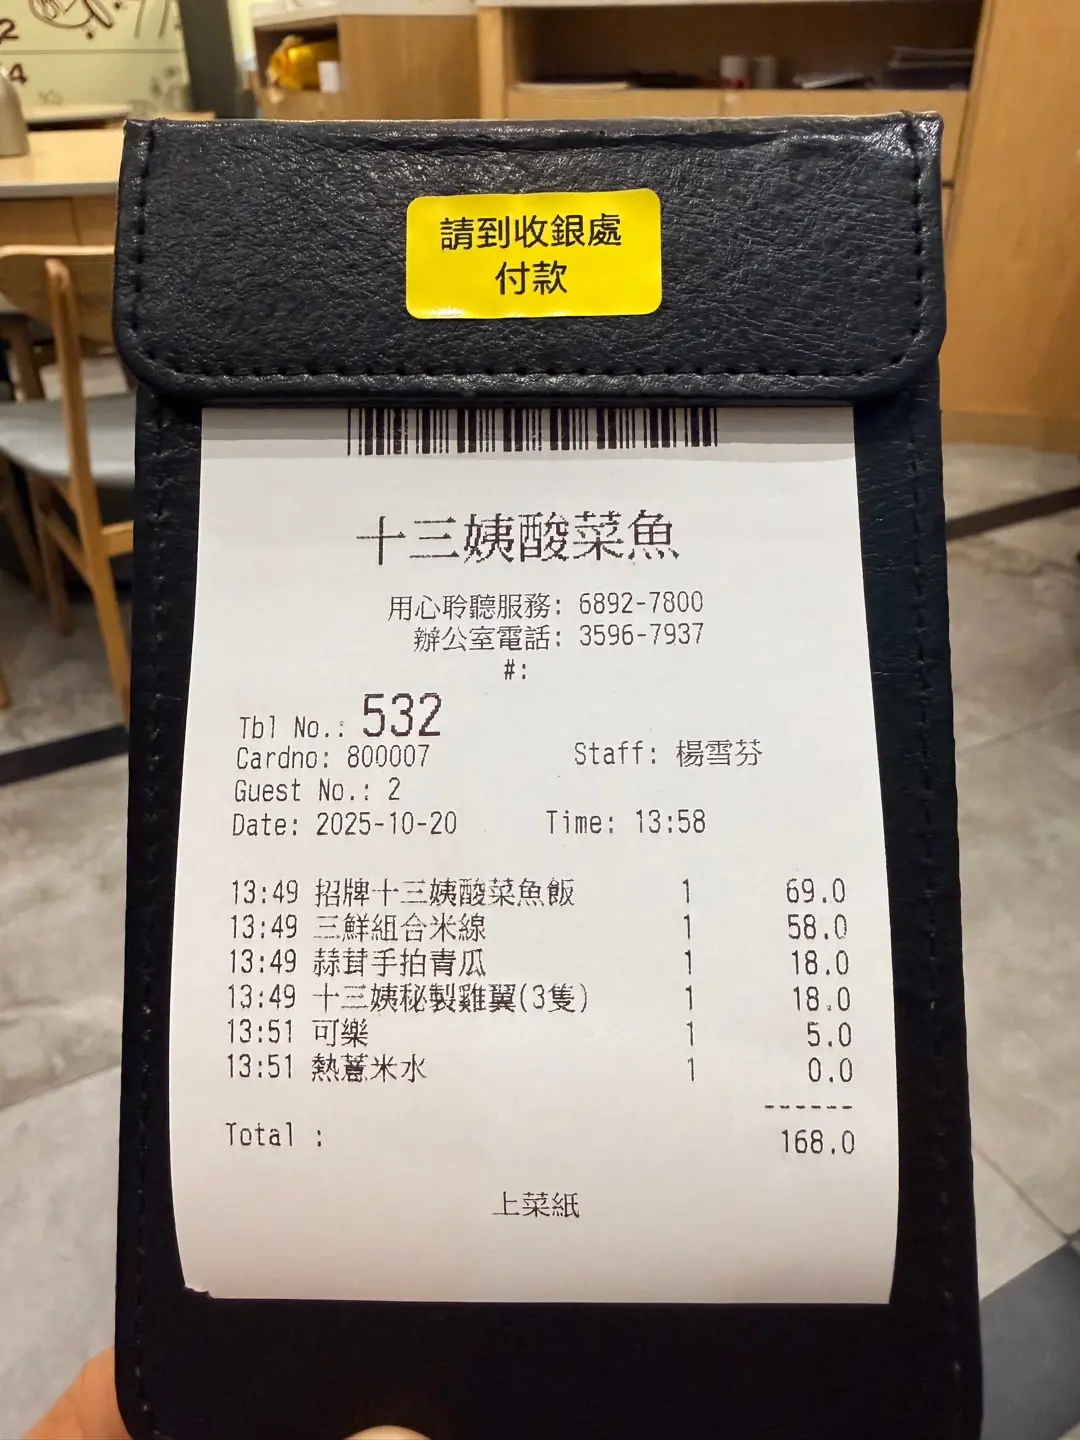 請到收銀處
付款
十三姨酸菜魚
用心聆聽服務: 6892-7800
辦公室電話: 3596-7937
#:
Tbl No.: 532
Cardno: 800007 Staff: 楊雪芬
Guest No.: 2
Date: 2025-10-20 Time: 13:58
13:49 招牌十三姨酸菜魚飯 1 69.0
13:49 三鮮組合米線 1 58.0
13:49 蒜茸手拍青瓜 1 18.0
13:49 十三姨秘製雞翼(3隻) 1 18.0
13:51 可樂 1 5.0
13:51 熱薏米水 1 0.0
------
Total : 168.0
上菜紙